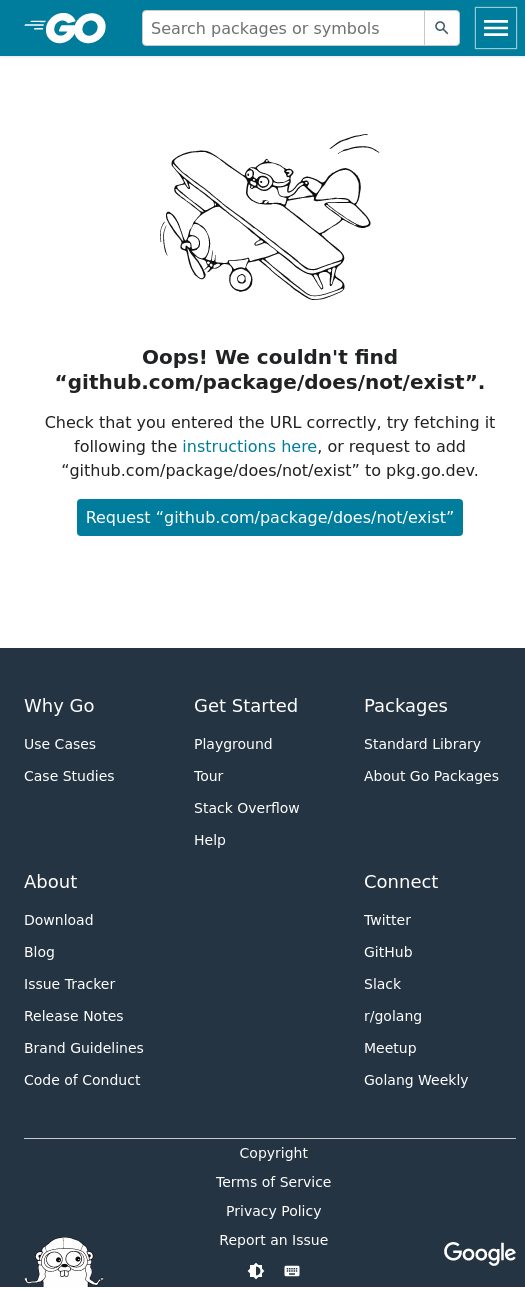 GO
Search packages or symbols
Oops! We couldn't find
“github.com/package/does/not/exist”.
Check that you entered the URL correctly, try fetching it
following the instructions here, or request to add
“github.com/package/does/not/exist” to pkg.go.dev.
Request “github.com/package/does/not/exist”
Why Go
Use Cases
Case Studies
Get Started
Playground
Tour
Stack Overflow
Help
Packages
Standard Library
About Go Packages
About
Download
Blog
Issue Tracker
Release Notes
Brand Guidelines
Code of Conduct
Connect
Twitter
GitHub
Slack
r/golang
Meetup
Golang Weekly
Copyright
Terms of Service
Privacy Policy
Report an Issue
Google